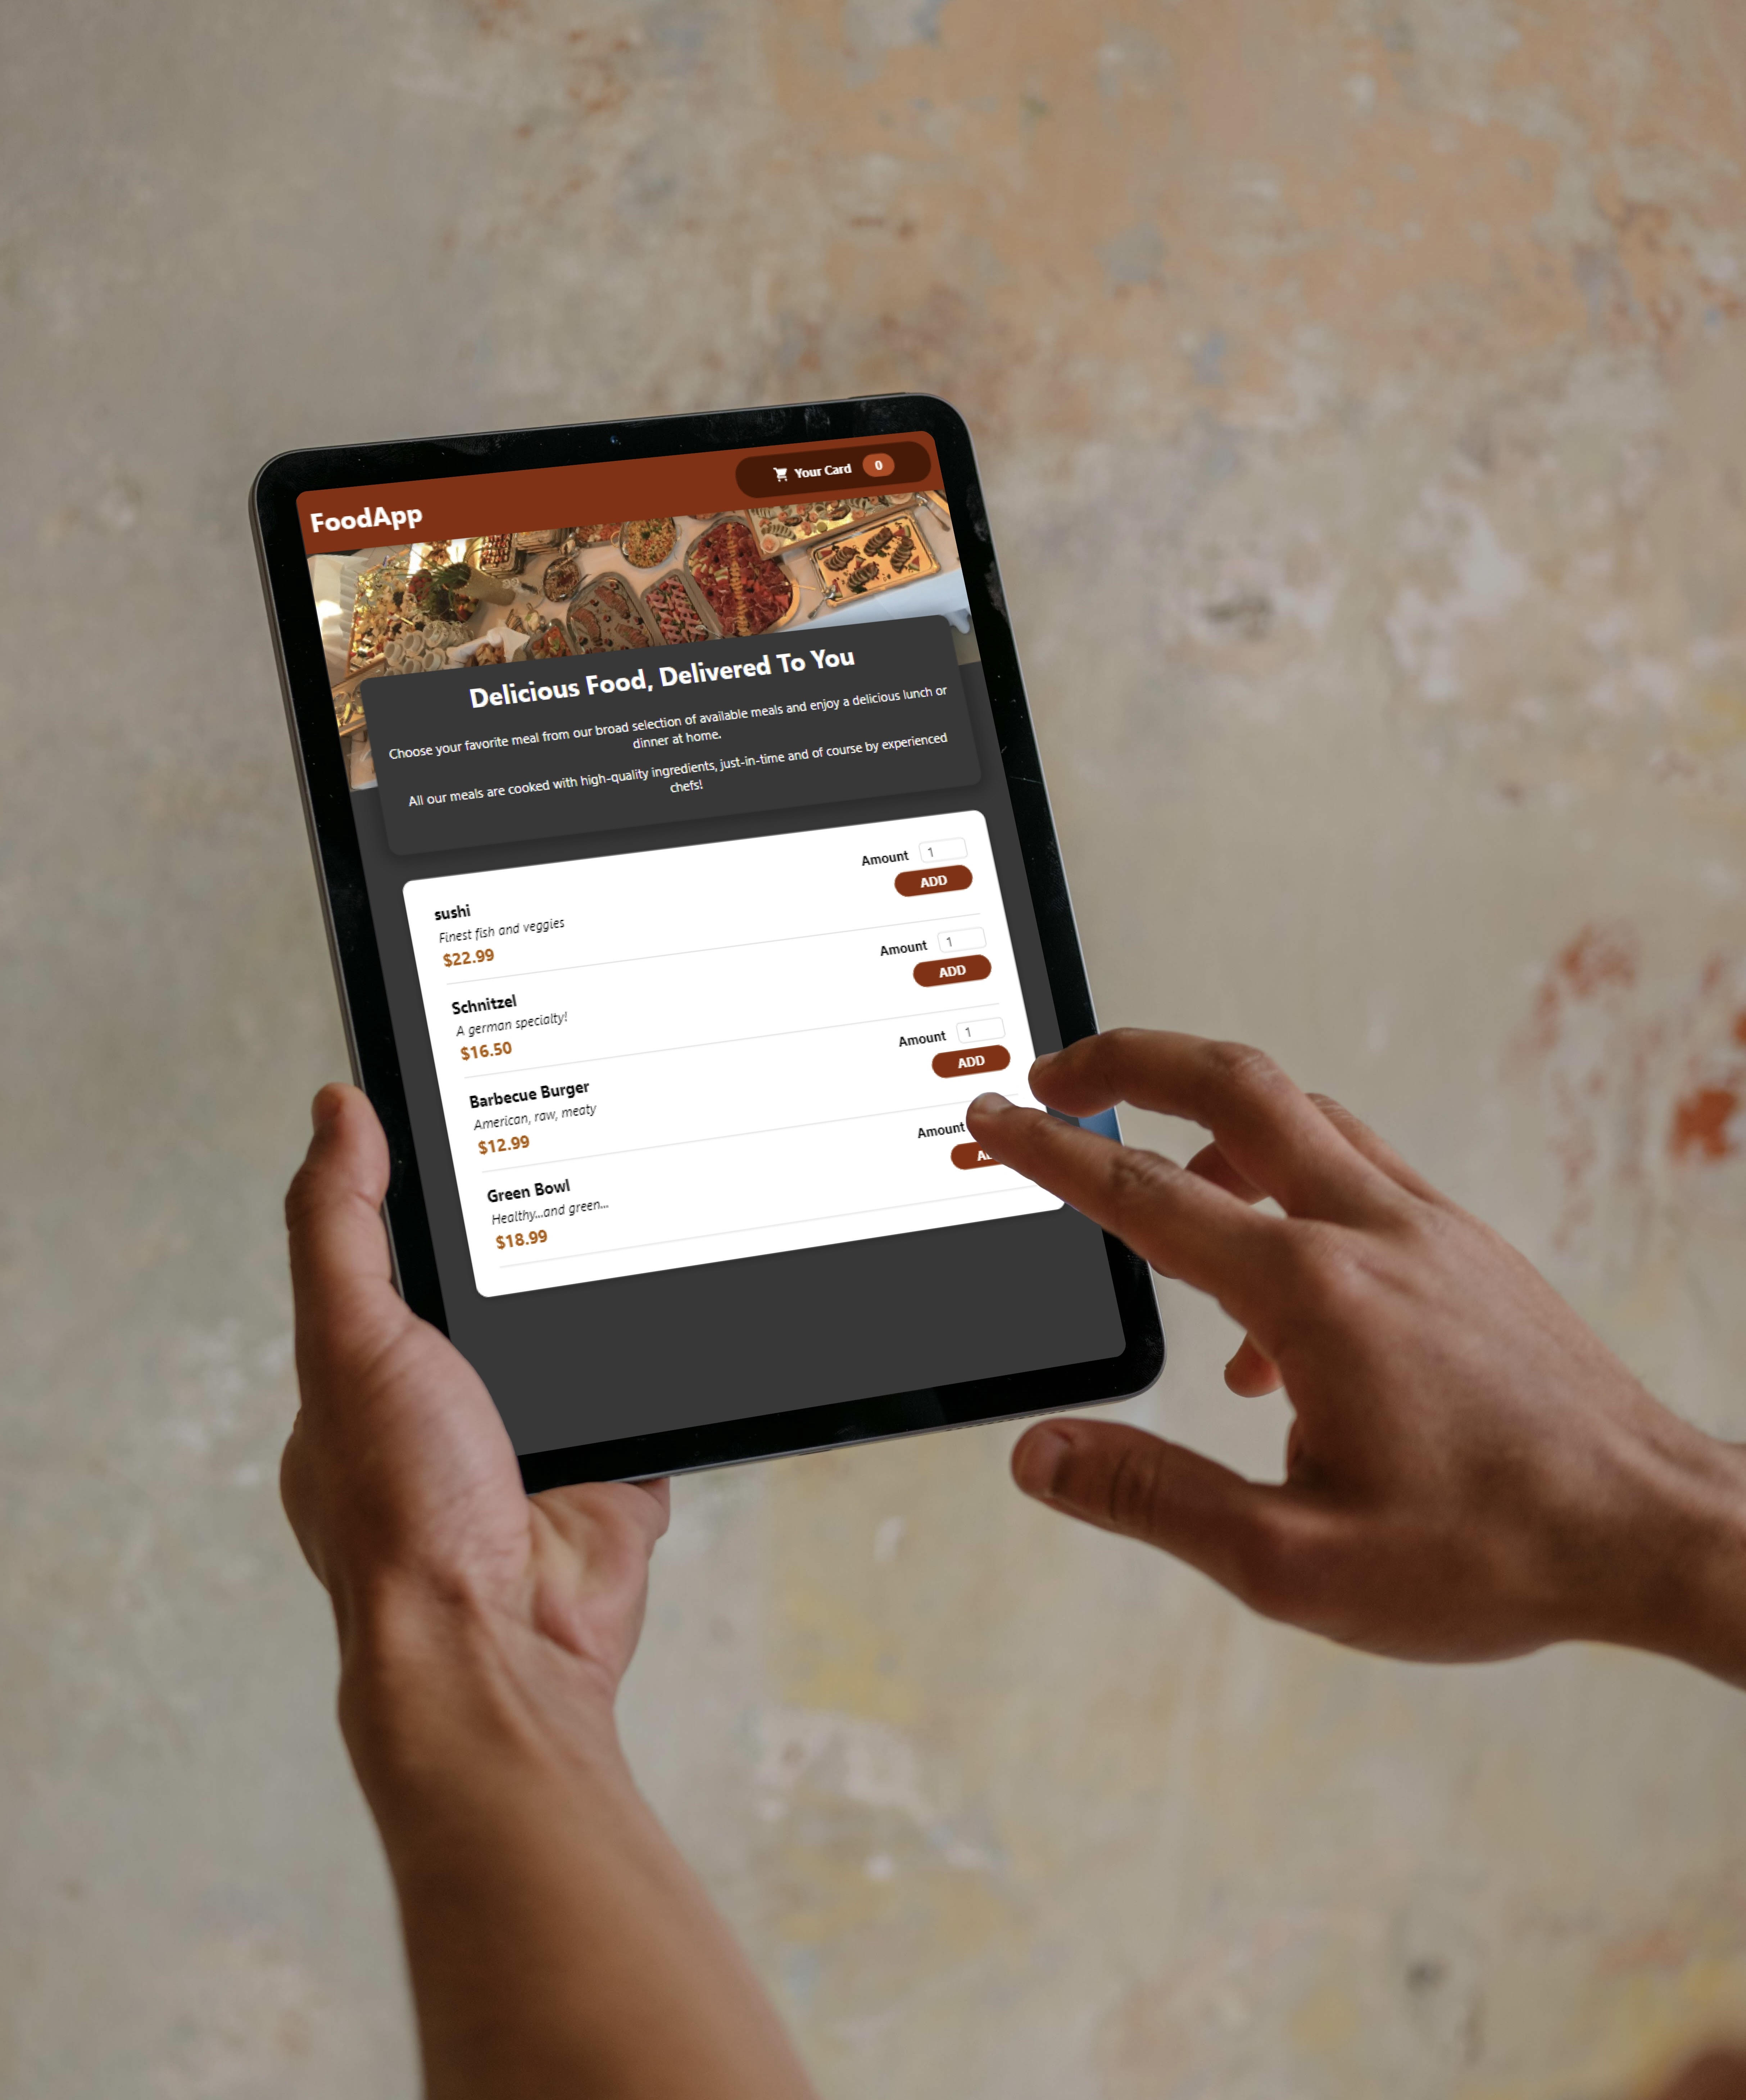 FoodApp
Your Card 0
Delicious Food, Delivered To You
Choose your favorite meal from our broad selection of available meals and enjoy a delicious lunch or
dinner at home.
All our meals are cooked with high-quality ingredients, just-in-time and of course by experienced
chefs!
sushi
Finest fish and veggies
$22.99
Amount 1
ADD
Schnitzel
A german specialty!
$16.50
Amount 1
ADD
Barbecue Burger
American, raw, meaty
$12.99
Amount 1
ADD
Green Bowl
Healthy...and green...
$18.99
Amount